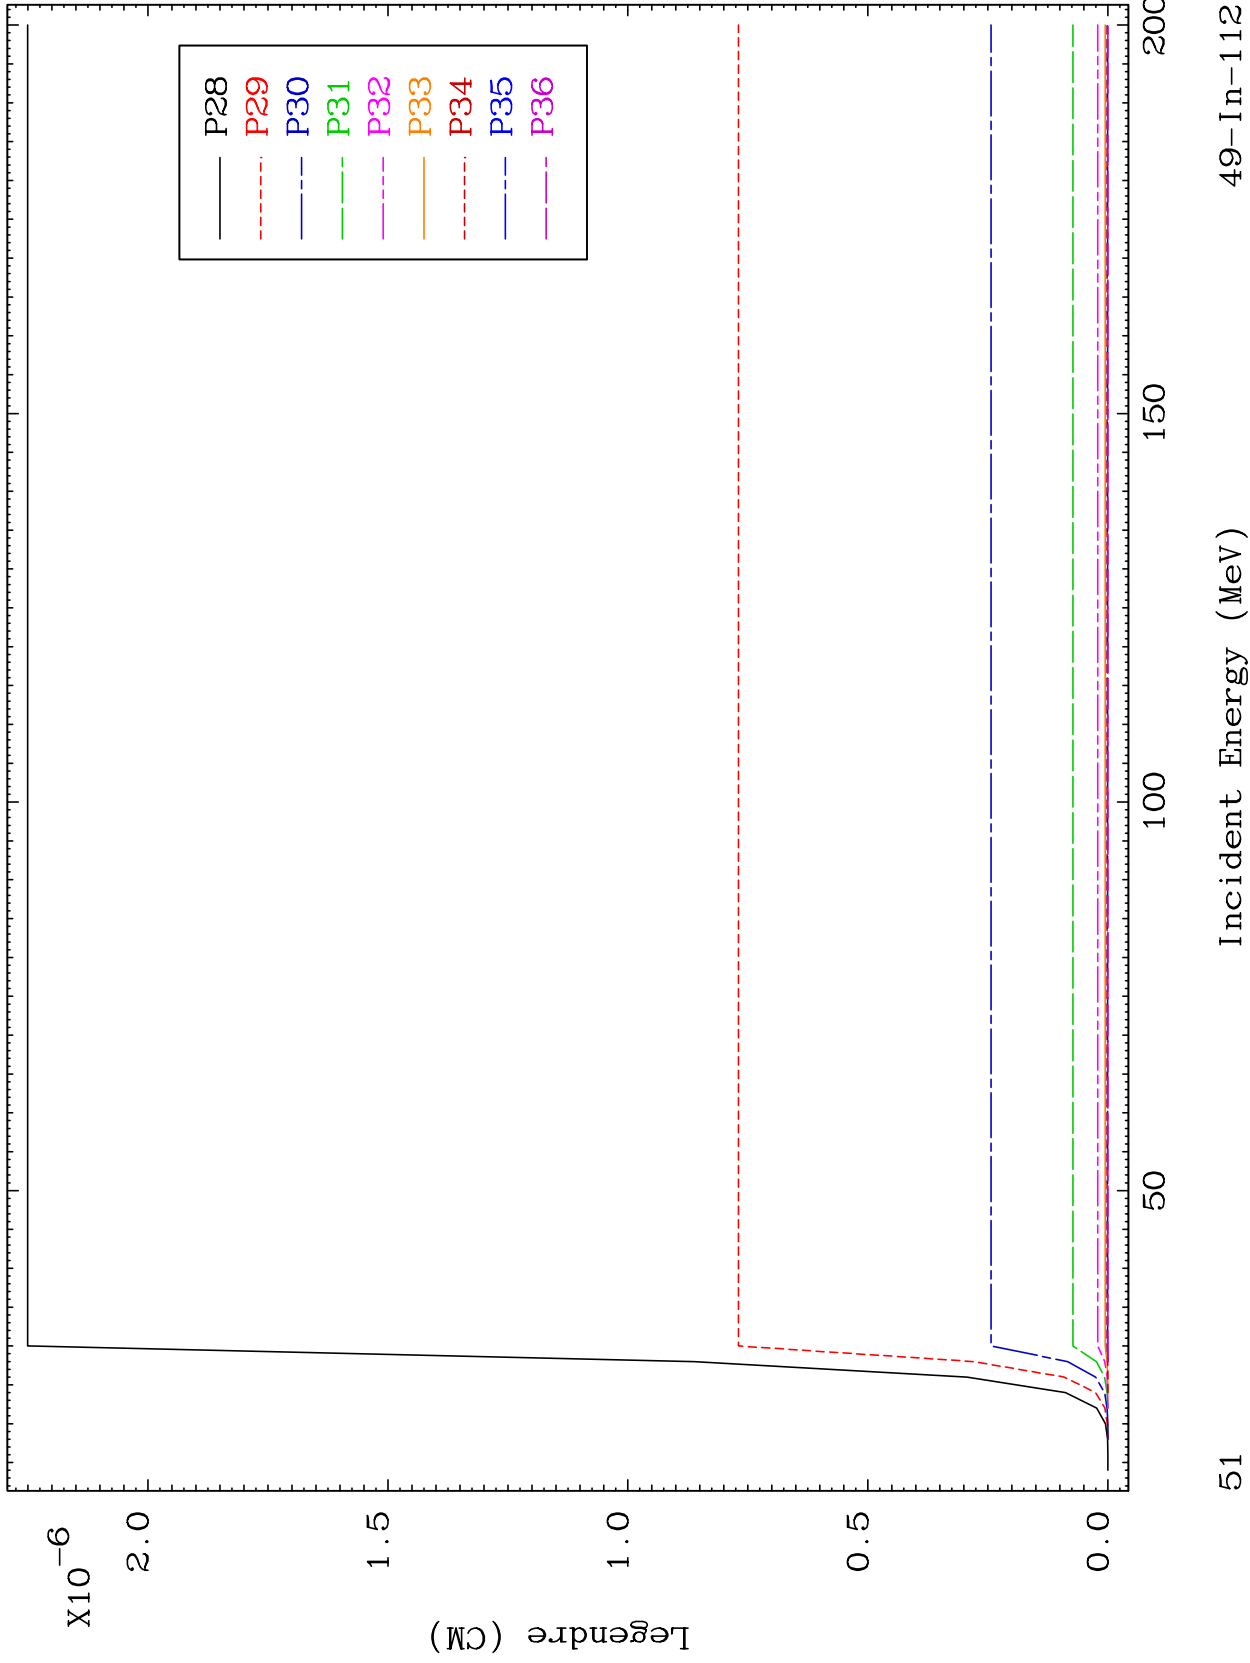 X10-6
2.0
1.5
1.0
0.5
0.0
Legendre (CM)
P28
P29
P30
P31
P32
P33
P34
P35
P36
50
100
150
200
Incident Energy (MeV)
51
49-In-112